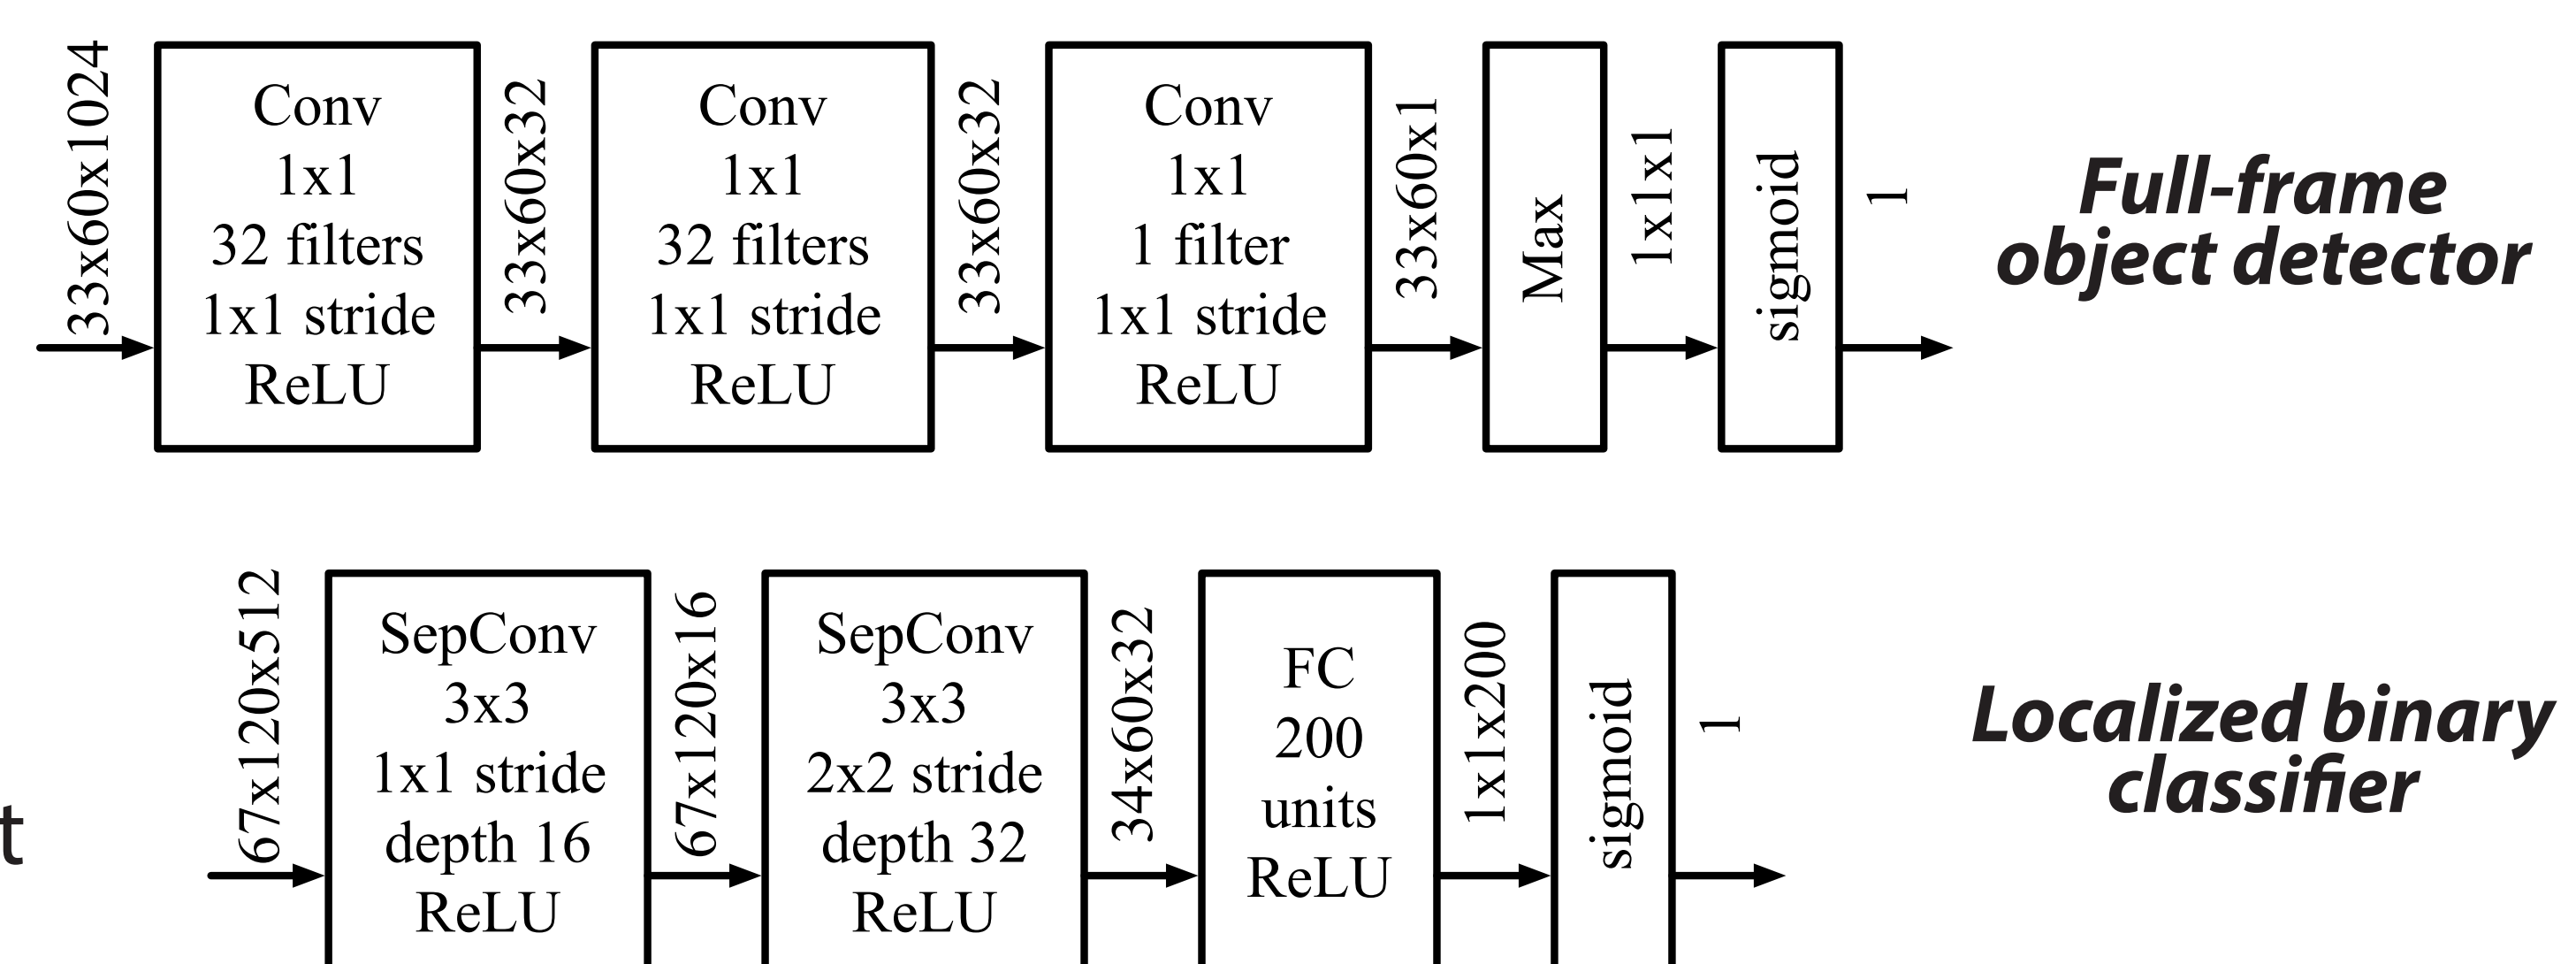 33x60x1024
Conv
1x1
32 filters
1x1 stride
ReLU
33x60x32
Conv
1x1
32 filters
1x1 stride
ReLU
33x60x32
Conv
1x1
1 filter
1x1 stride
ReLU
33x60x1
Max
1x1x1
sigmoid
1
Full-frame
object detector
t
67x120x512
SepConv
3x3
1x1 stride
depth 16
ReLU
67x120x16
SepConv
3x3
2x2 stride
depth 32
ReLU
34x60x32
FC
200
units
ReLU
1x1x200
sigmoid
1
Localized binary
classifier